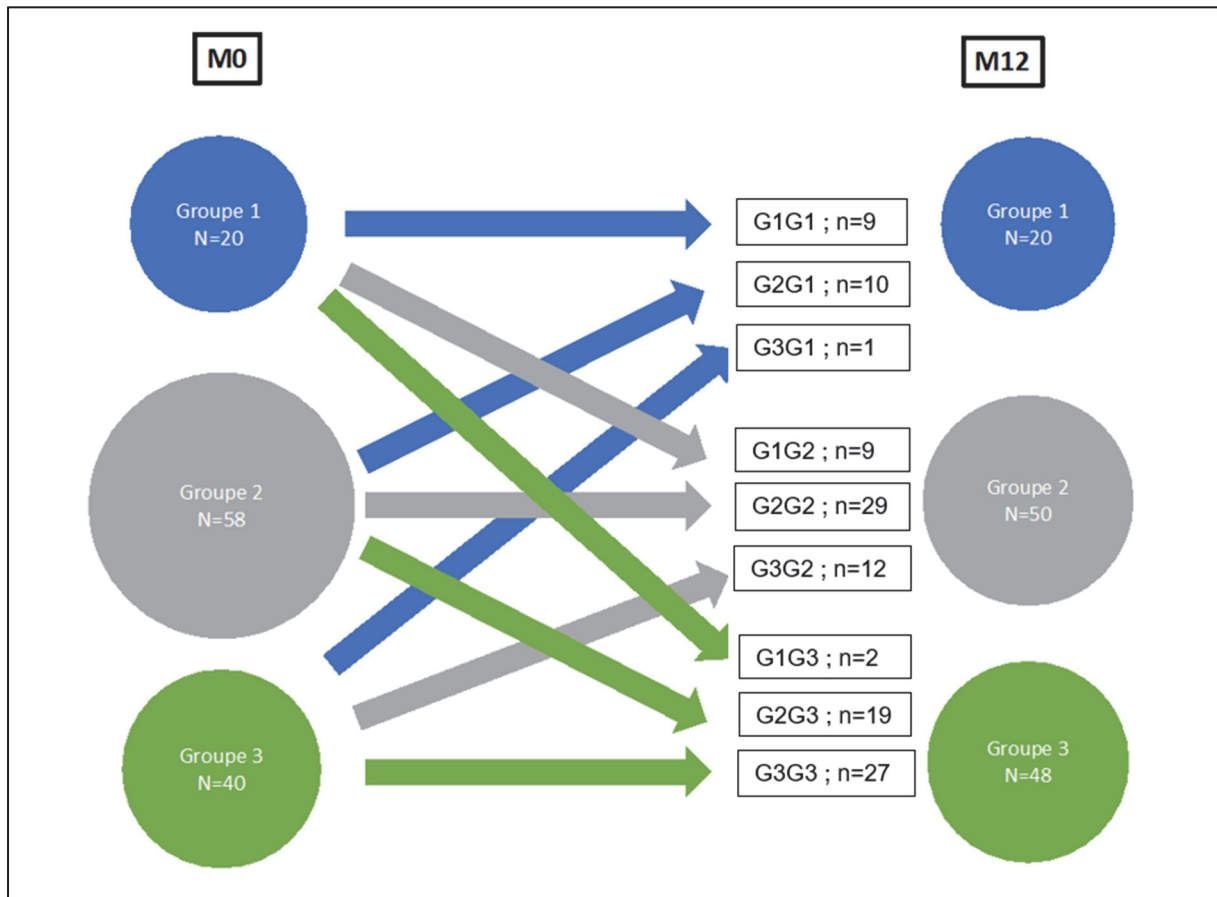 M0
M12
Groupe 1
N=20
Groupe 2
N=58
Groupe 3
N=40
G1G1 ; n=9
G2G1 ; n=10
G3G1 ; n=1
G1G2 ; n=9
G2G2 ; n=29
G3G2 ; n=12
G1G3 ; n=2
G2G3 ; n=19
G3G3 ; n=27
Groupe 1
N=20
Groupe 2
N=50
Groupe 3
N=48